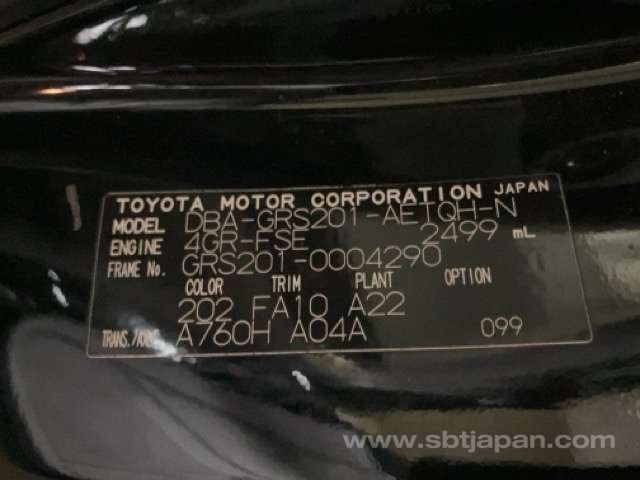 TOYOTA MOTOR CORPORATION JAPAN
MODEL DBA-GRS201-AETQH-N
ENGINE 4GR-FSE 2499 mL
FRAME No. GRS201-0004290
COLOR TRIM PLANT OPTION
202 FA10 A22
TRANS./AXLE A760H A04A 099
www.sbtjapan.com